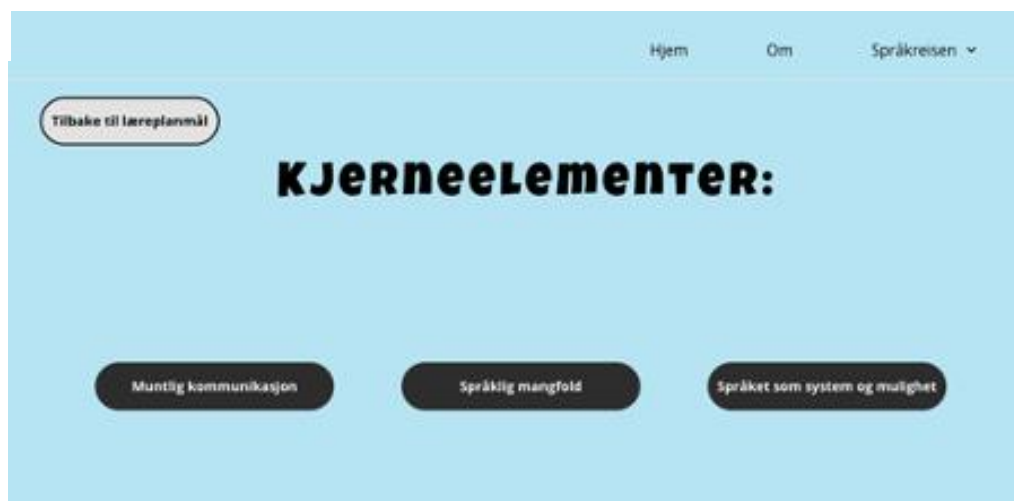 Hjem Om Språkreisen
Tilbake til læreplanmål
Kjerneelementer:
Muntlig kommunikasjon Språklig mangfold Språket som system og mulighet